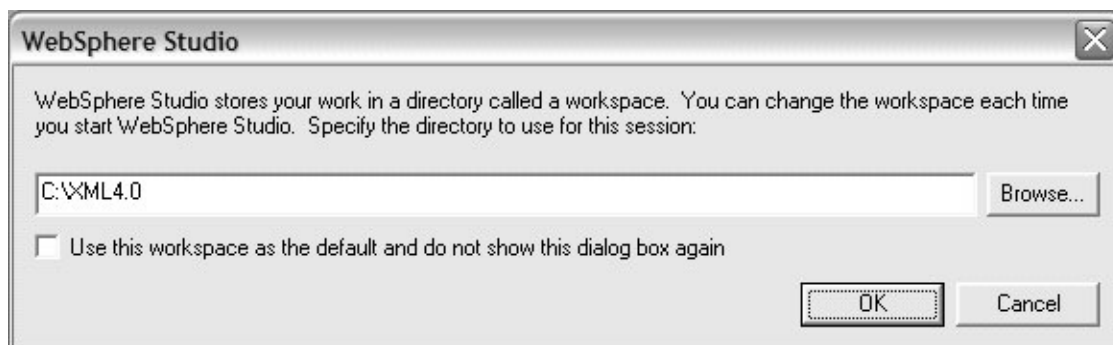 WebSphere Studio
WebSphere Studio stores your work in a directory called a workspace. You can change the workspace each time
you start WebSphere Studio. Specify the directory to use for this session:
C:\XML4.0
Browse...
Use this workspace as the default and do not show this dialog box again
OK
Cancel